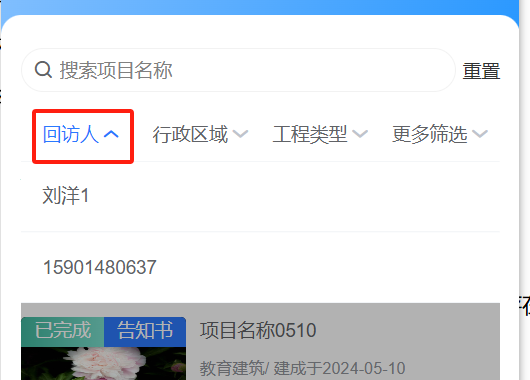 搜索项目名称 重置
回访人 行政区域 工程类型 更多筛选
刘洋1
15901480637
已完成 告知书 项目名称0510
教育建筑/ 建成于2024-05-10